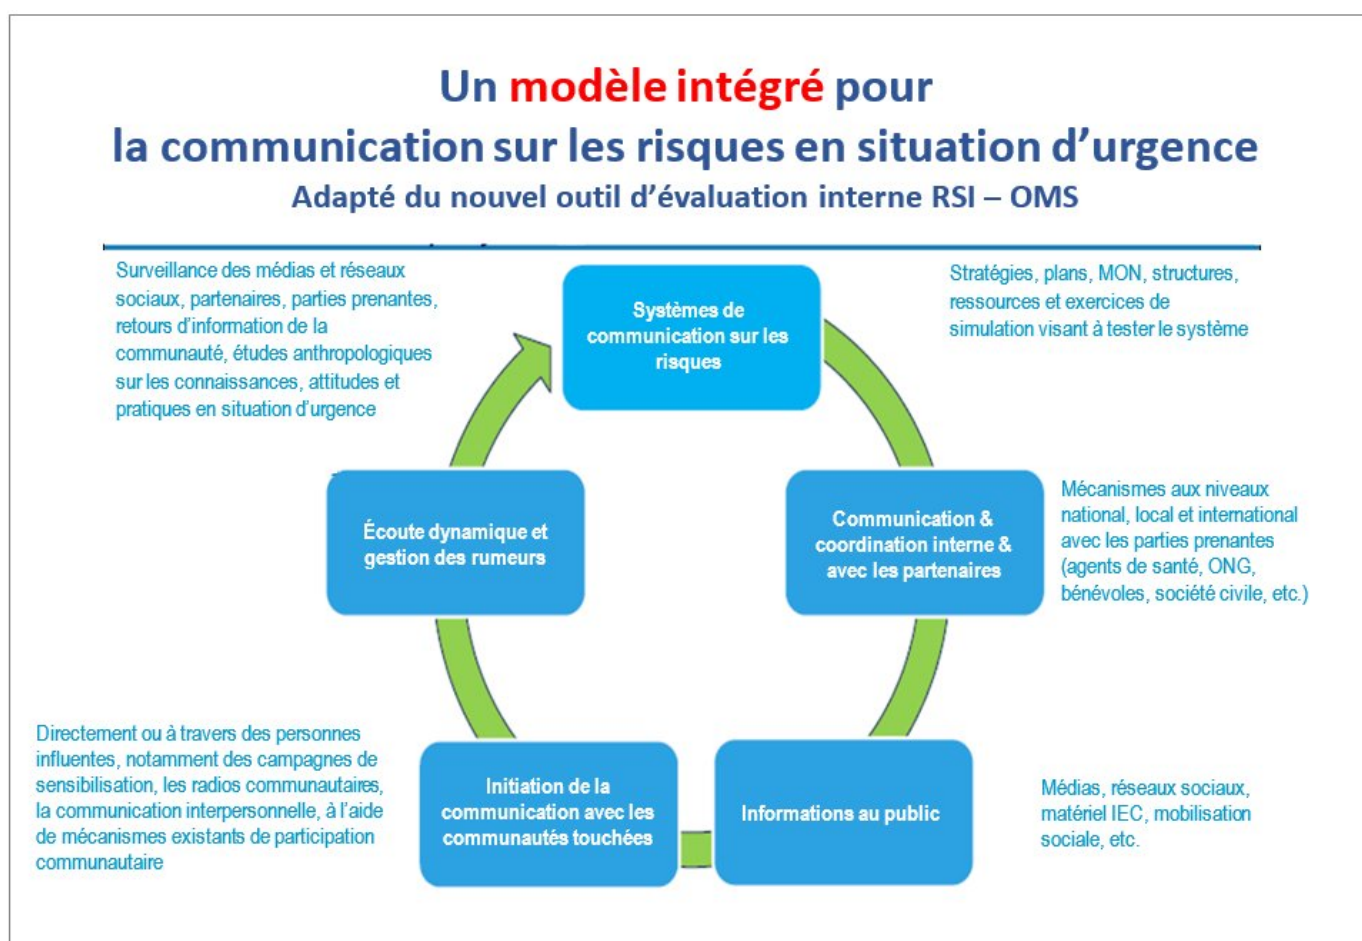 Un modèle intégré pour
la communication sur les risques en situation d’urgence
Adapté du nouvel outil d’évaluation interne RSI – OMS
Surveillance des médias et réseaux
sociaux, partenaires, parties prenantes,
retours d’information de la
communauté, études anthropologiques
sur les connaissances, attitudes et
pratiques en situation d’urgence
Systèmes de
communication sur les
risques
Stratégies, plans, MON, structures,
ressources et exercices de
simulation visant à tester le système
Écoute dynamique et
gestion des rumeurs
Communication &
coordination interne &
avec les partenaires
Mécanismes aux niveaux
national, local et international
avec les parties prenantes
(agents de santé, ONG,
bénévoles, société civile, etc.)
Directement ou à travers des personnes
influentes, notamment des campagnes de
sensibilisation, les radios communautaires,
la communication interpersonnelle, à l’aide
de mécanismes existants de participation
communautaire
Initiation de la
communication avec les
communautés touchées
Informations au public
Médias, réseaux sociaux,
matériel IEC, mobilisation
sociale, etc.